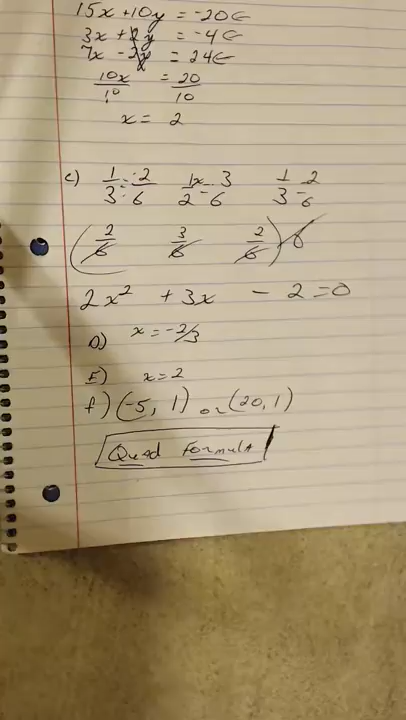 15x + 10y = -20
3x + 2y = -4
7x - 2y = 24
10x/10 = 20/10
x = 2
c) 1/3 = 2/6 1x/2 = 3/6 1/3 = 2/6
(2/6 3/6 2/6) 6
2x² + 3x - 2 = 0
D) x = -2/3
E) x = 2
f) (-5, 1) or (20, 1)
Quad Formula